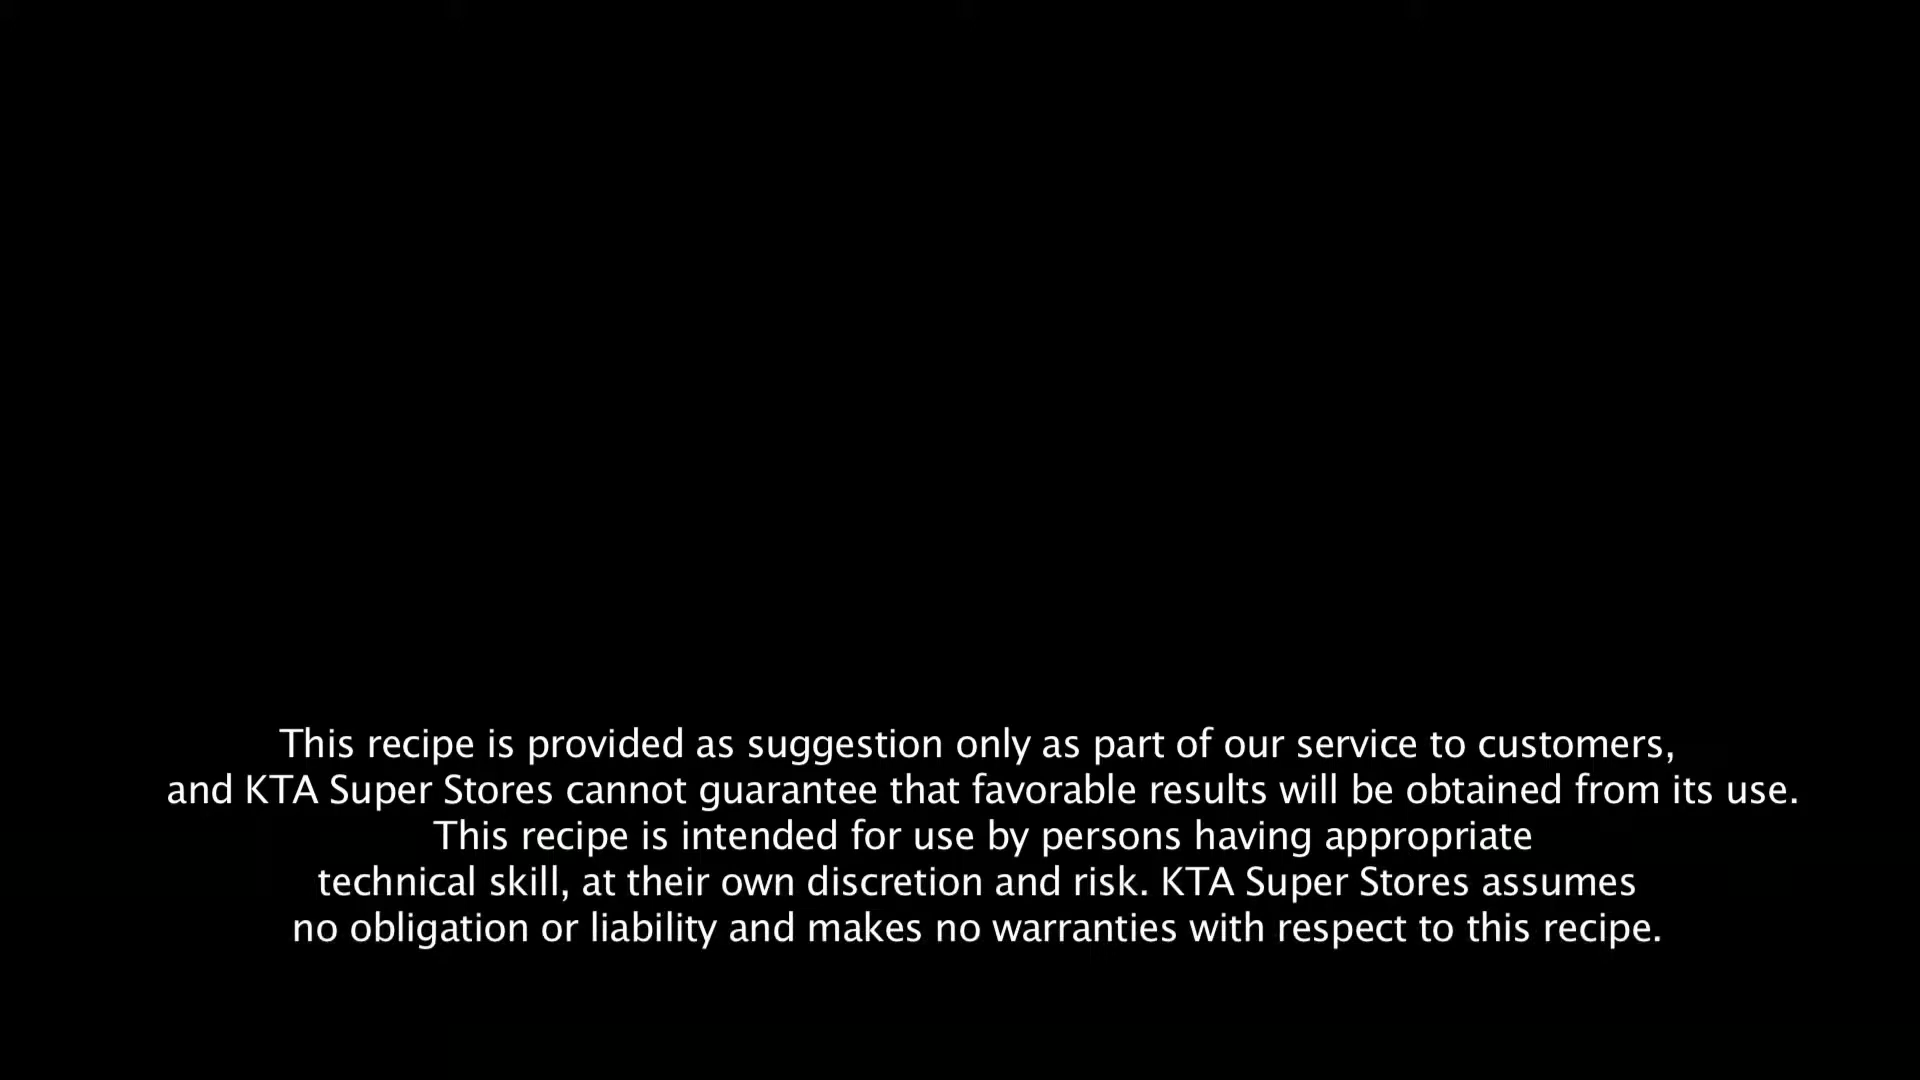 This recipe is provided as suggestion only as part of our service to customers,
and KTA Super Stores cannot guarantee that favorable results will be obtained from its use.
This recipe is intended for use by persons having appropriate
technical skill, at their own discretion and risk. KTA Super Stores assumes
no obligation or liability and makes no warranties with respect to this recipe.